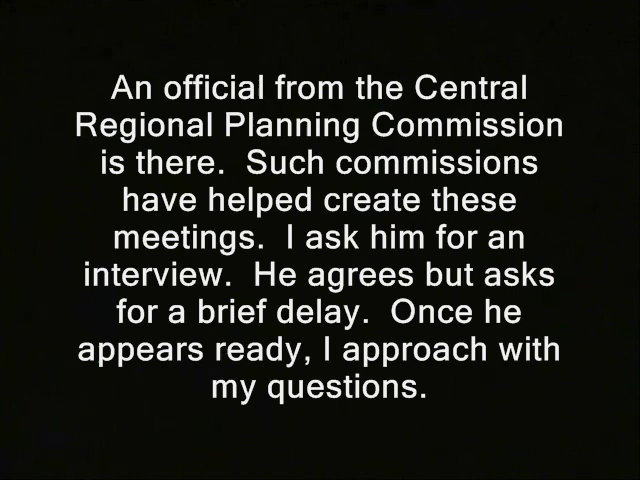 An official from the Central
Regional Planning Commission
is there.  Such commissions
have helped create these
meetings.  I ask him for an
interview.  He agrees but asks
for a brief delay.  Once he
appears ready, I approach with
my questions.